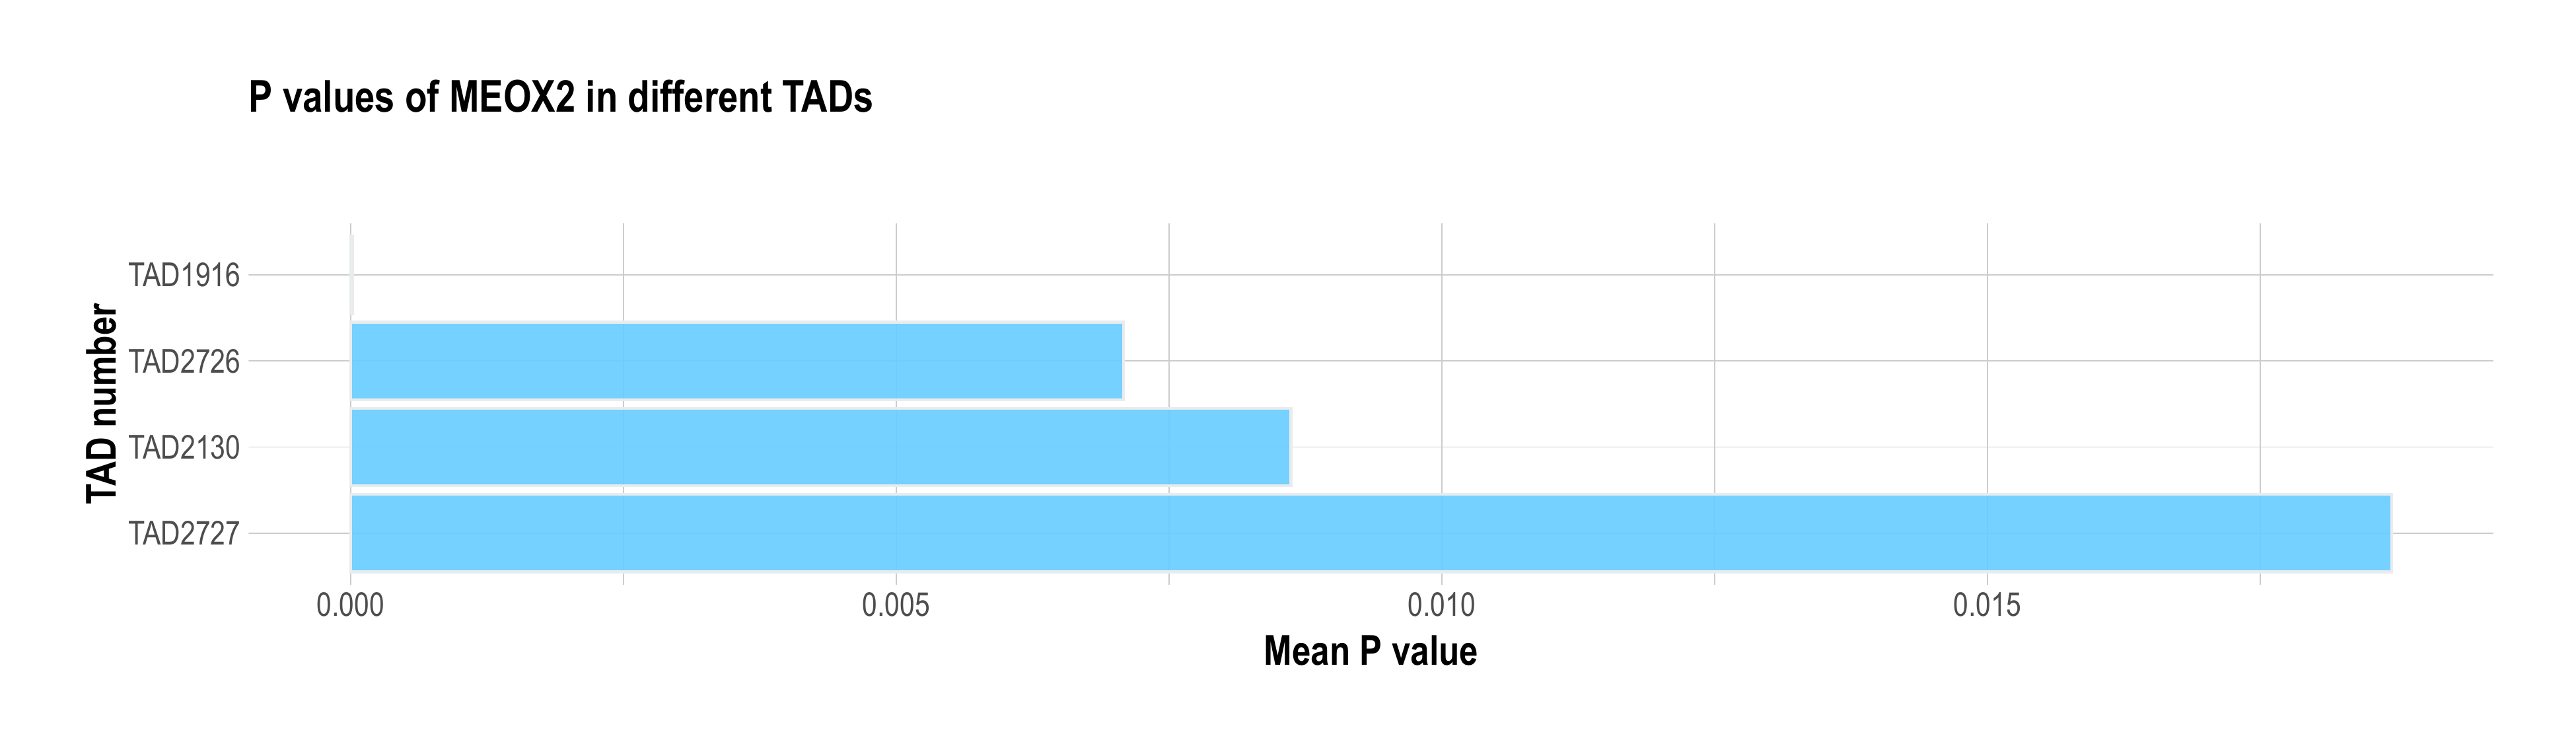 P values of MEOX2 in different TADs
TAD number
TAD1916
TAD2726
TAD2130
TAD2727
0.000 0.005 0.010 0.015
Mean P value